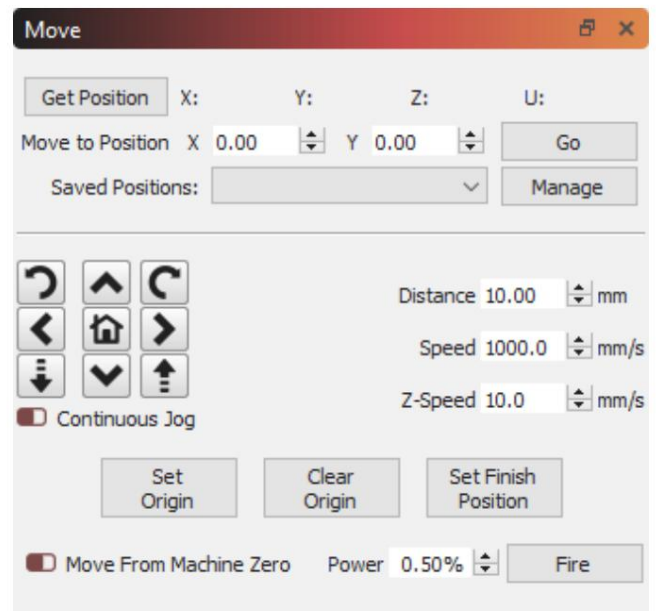 Move
Get Position X: Y: Z: U:
Move to Position X 0.00 Y 0.00 Go
Saved Positions: Manage
Distance 10.00 mm
Speed 1000.0 mm/s
Z-Speed 10.0 mm/s
Continuous Jog
Set Origin Clear Origin Set Finish Position
Move From Machine Zero Power 0.50% Fire